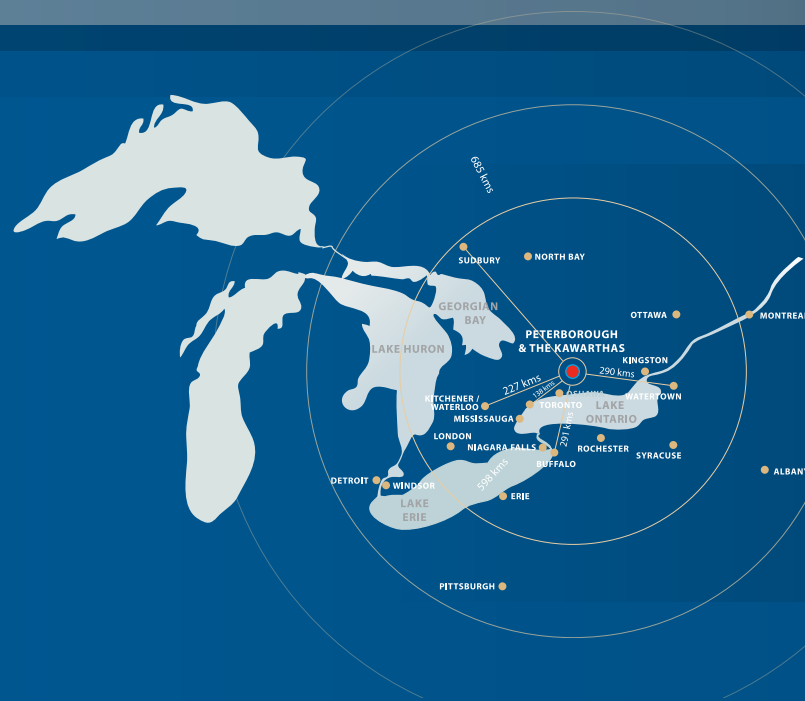 685 kms
SUDBURY
NORTH BAY
GEORGIAN
BAY
OTTAWA
MONTREAL
PETERBOROUGH
& THE KAWARTHAS
LAKE HURON
KINGSTON
290 kms
227 kms
138 kms
OSHAWA
WATERTOWN
KITCHENER /
WATERLOO
TORONTO
LAKE
ONTARIO
MISSISSAUGA
291 kms
LONDON
NIAGARA FALLS
ROCHESTER
SYRACUSE
BUFFALO
598 kms
DETROIT
WINDSOR
ALBANY
ERIE
LAKE
ERIE
PITTSBURGH